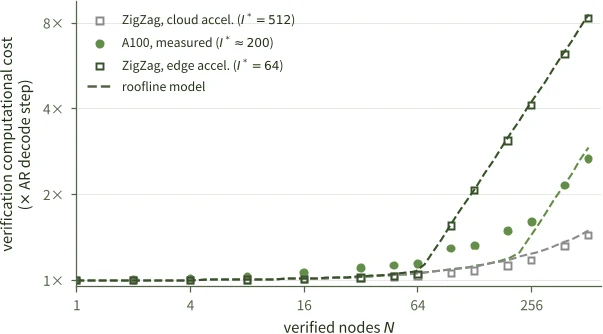 8×
4×
2×
1×
verification computational cost
(× AR decode step)
ZigZag, cloud accel. (I* = 512)
A100, measured (I* ≈ 200)
ZigZag, edge accel. (I* = 64)
roofline model
1
4
16
64
256
verified nodes N